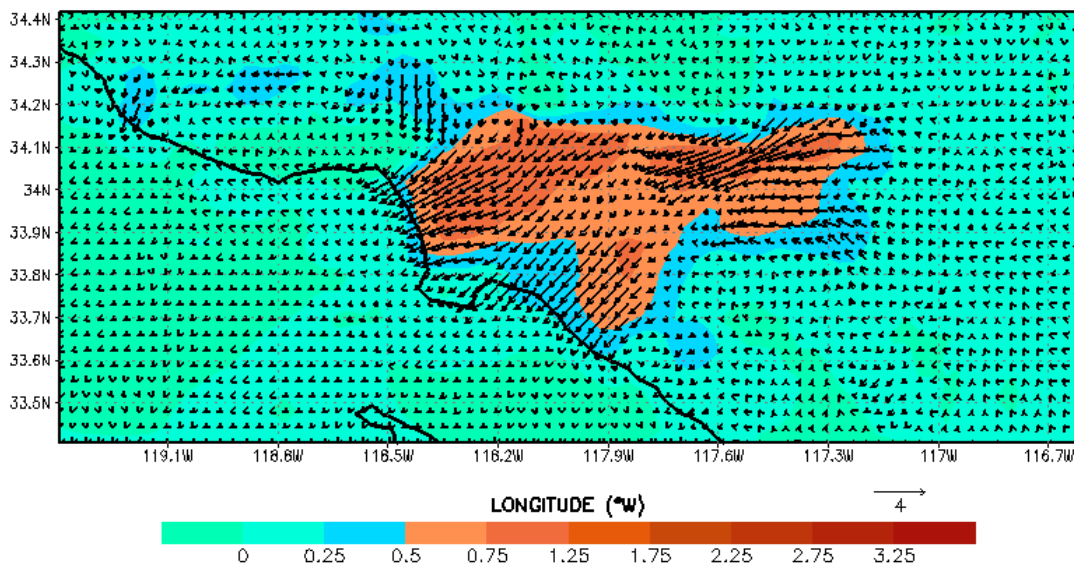 34.4N
34.3N
34.2N
34.1N
34N
33.9N
33.8N
33.7N
33.6N
33.5N
119.1W 118.6W 118.5W 118.2W 117.9W 117.6W 117.3W 117W 116.7W
LONGITUDE (°W)
4
0 0.25 0.5 0.75 1.25 1.75 2.25 2.75 3.25